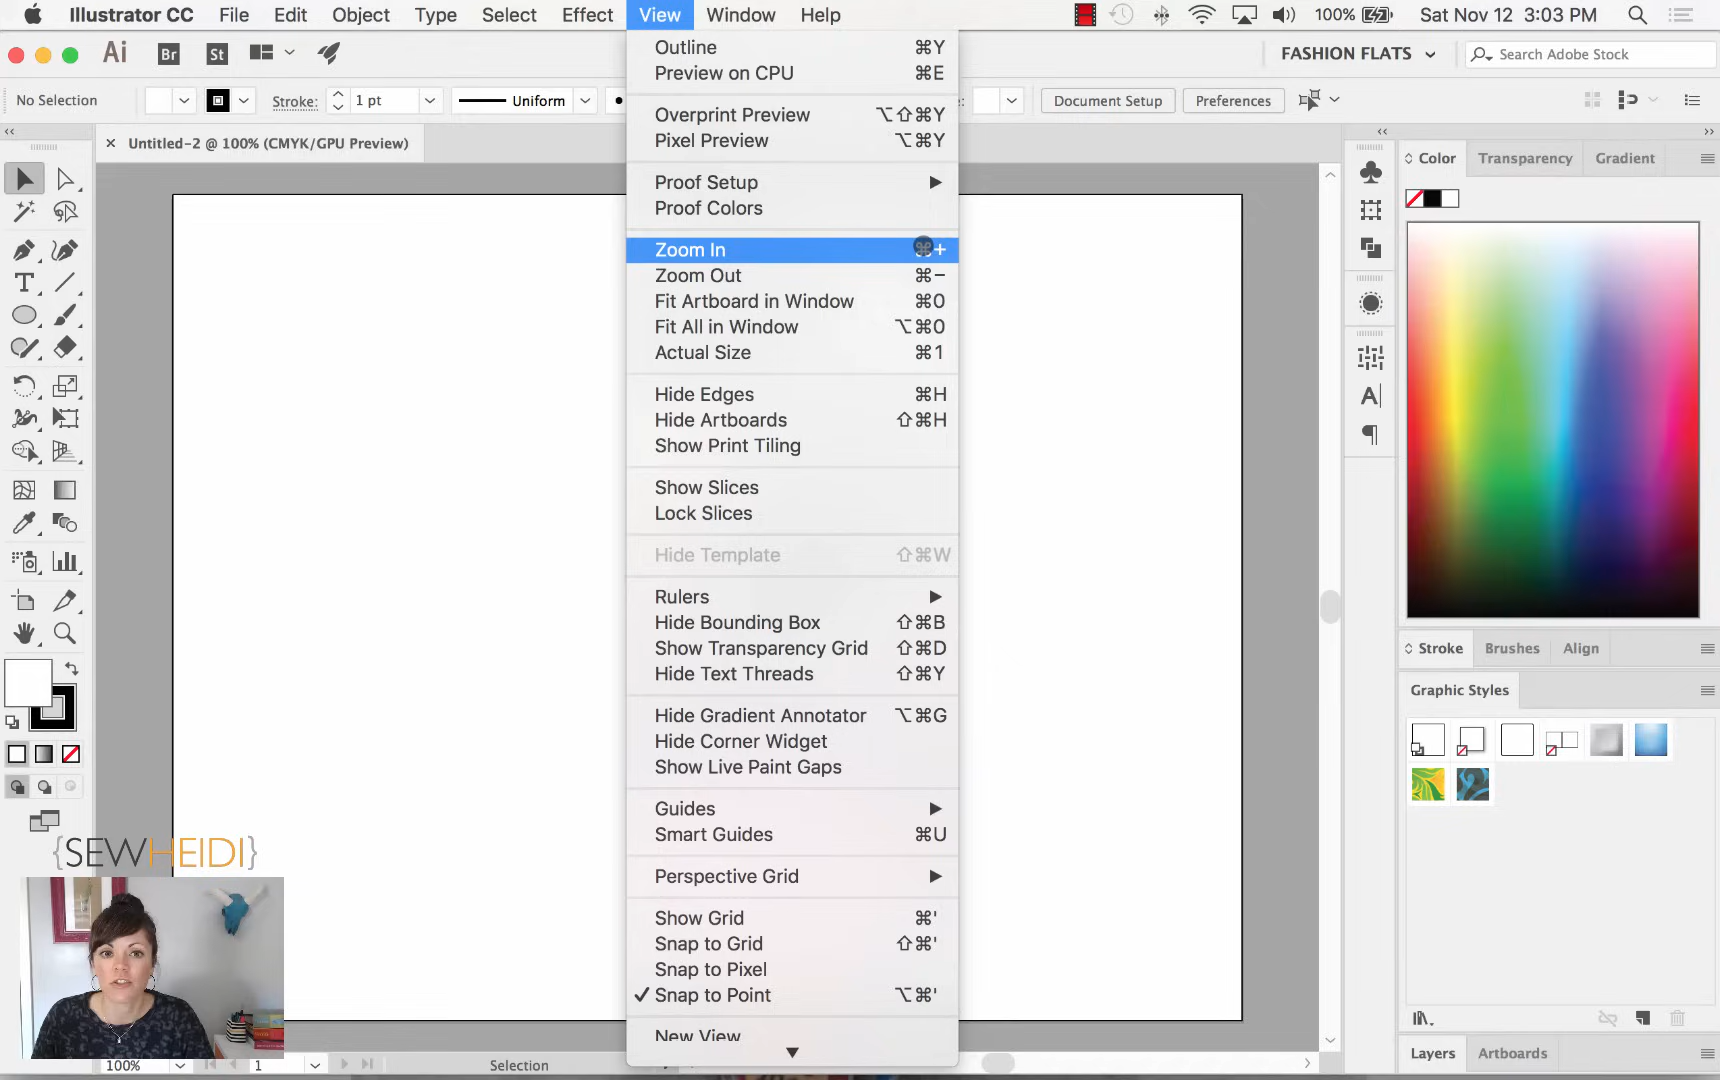 Illustrator CC File Edit Object Type Select Effect View Window Help 100% Sat Nov 12 3:03 PM
Ai Br St FASHION FLATS Search Adobe Stock
No Selection Stroke: 1 pt Uniform Document Setup Preferences
× Untitled-2 @ 100% (CMYK/GPU Preview)
Outline ⌘Y
Preview on CPU ⌘E
Overprint Preview ⌥⇧⌘Y
Pixel Preview ⌥⌘Y
Proof Setup ▶
Proof Colors
Zoom In ⌘+
Zoom Out ⌘−
Fit Artboard in Window ⌘0
Fit All in Window ⌥⌘0
Actual Size ⌘1
Hide Edges ⌘H
Hide Artboards ⇧⌘H
Show Print Tiling
Show Slices
Lock Slices
Hide Template ⇧⌘W
Rulers ▶
Hide Bounding Box ⇧⌘B
Show Transparency Grid ⇧⌘D
Hide Text Threads ⇧⌘Y
Hide Gradient Annotator ⌥⌘G
Hide Corner Widget
Show Live Paint Gaps
Guides ▶
Smart Guides ⌘U
Perspective Grid ▶
Show Grid ⌘'
Snap to Grid ⇧⌘'
Snap to Pixel
✓ Snap to Point ⌥⌘'
New View
Color Transparency Gradient
Stroke Brushes Align
Graphic Styles
Layers Artboards
{SEWHEIDI}
100% 1 Selection